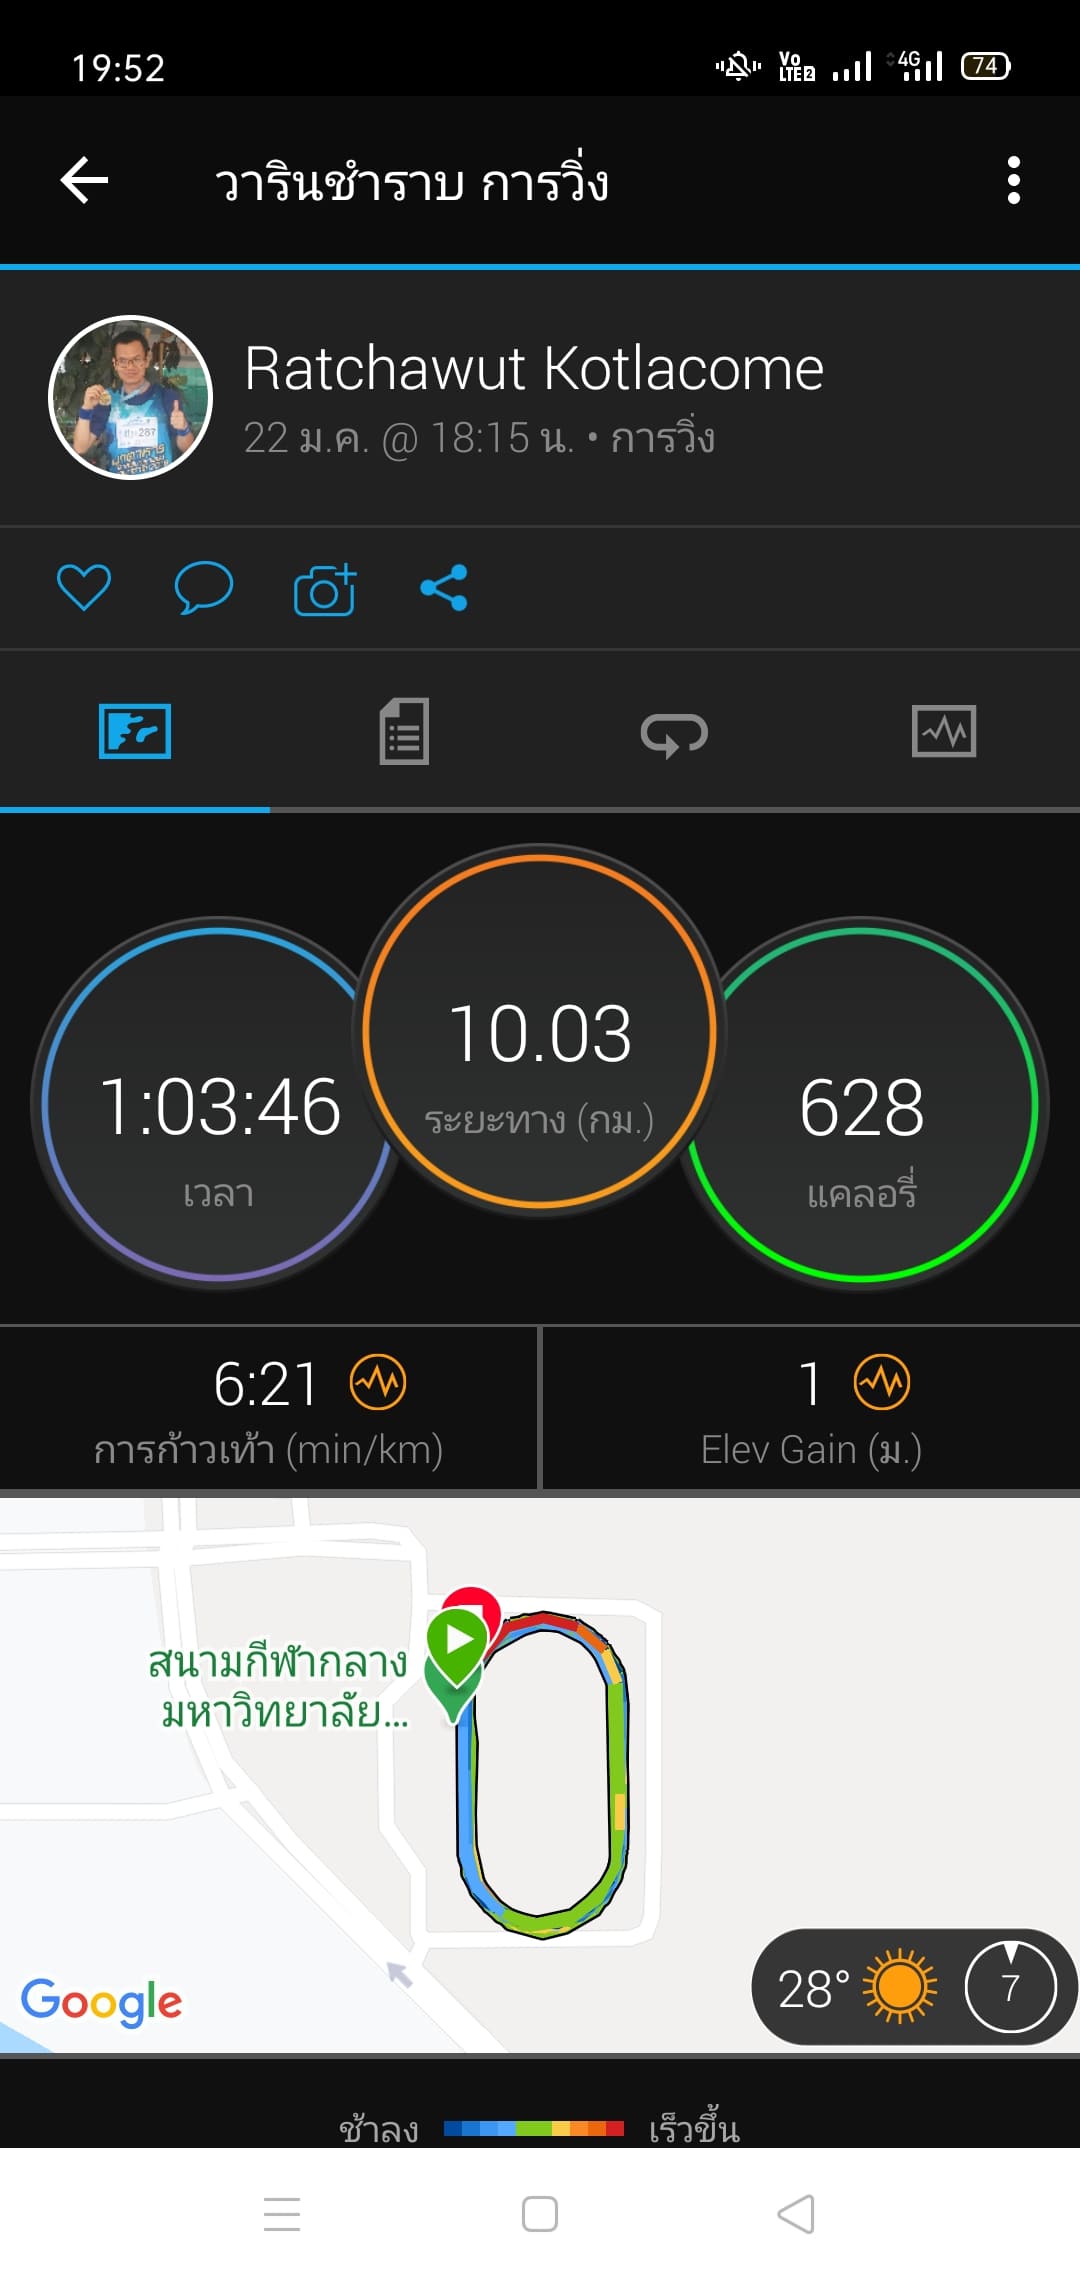 19:52
Vo
LTE 2
4G
74
วารินชำราบ การวิ่ง
Ratchawut Kotlacome
22 ม.ค. @ 18:15 น. • การวิ่ง
10.03
ระยะทาง (กม.)
1:03:46
เวลา
628
แคลอรี่
6:21
การก้าวเท้า (min/km)
1
Elev Gain (ม.)
สนามกีฬากลาง
มหาวิทยาลัย...
Google
28°
7
ช้าลง
เร็วขึ้น